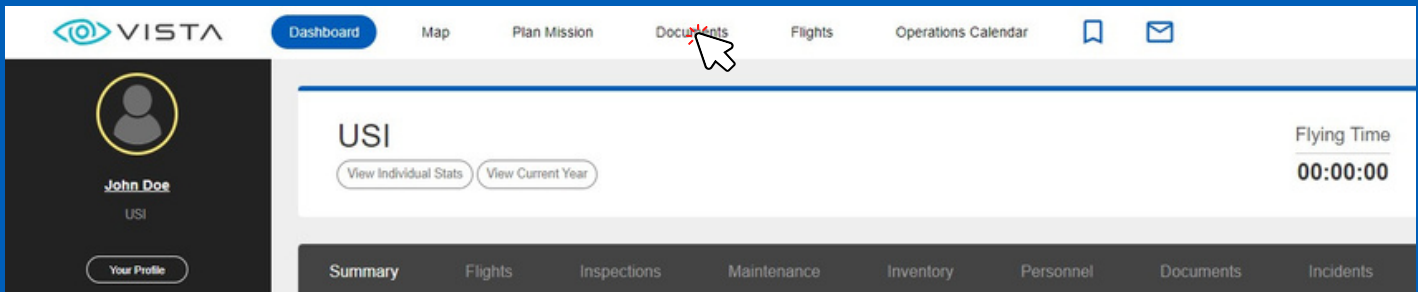 VISTA
Dashboard Map Plan Mission Documents Flights Operations Calendar
John Doe
USI
Your Profile
USI
View Individual Stats View Current Year
Flying Time
00:00:00
Summary Flights Inspections Maintenance Inventory Personnel Documents Incidents